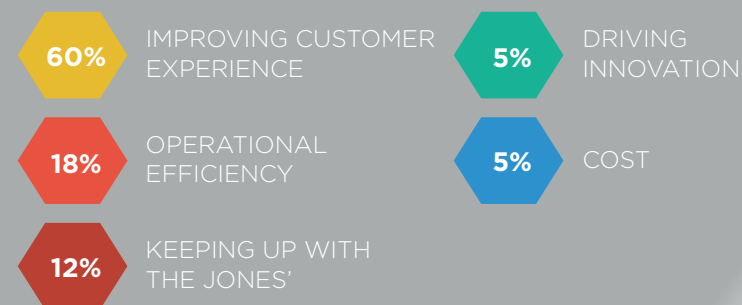 60%
IMPROVING CUSTOMER
EXPERIENCE
18%
OPERATIONAL
EFFICIENCY
12%
KEEPING UP WITH
THE JONES’
5%
DRIVING
INNOVATION
5%
COST